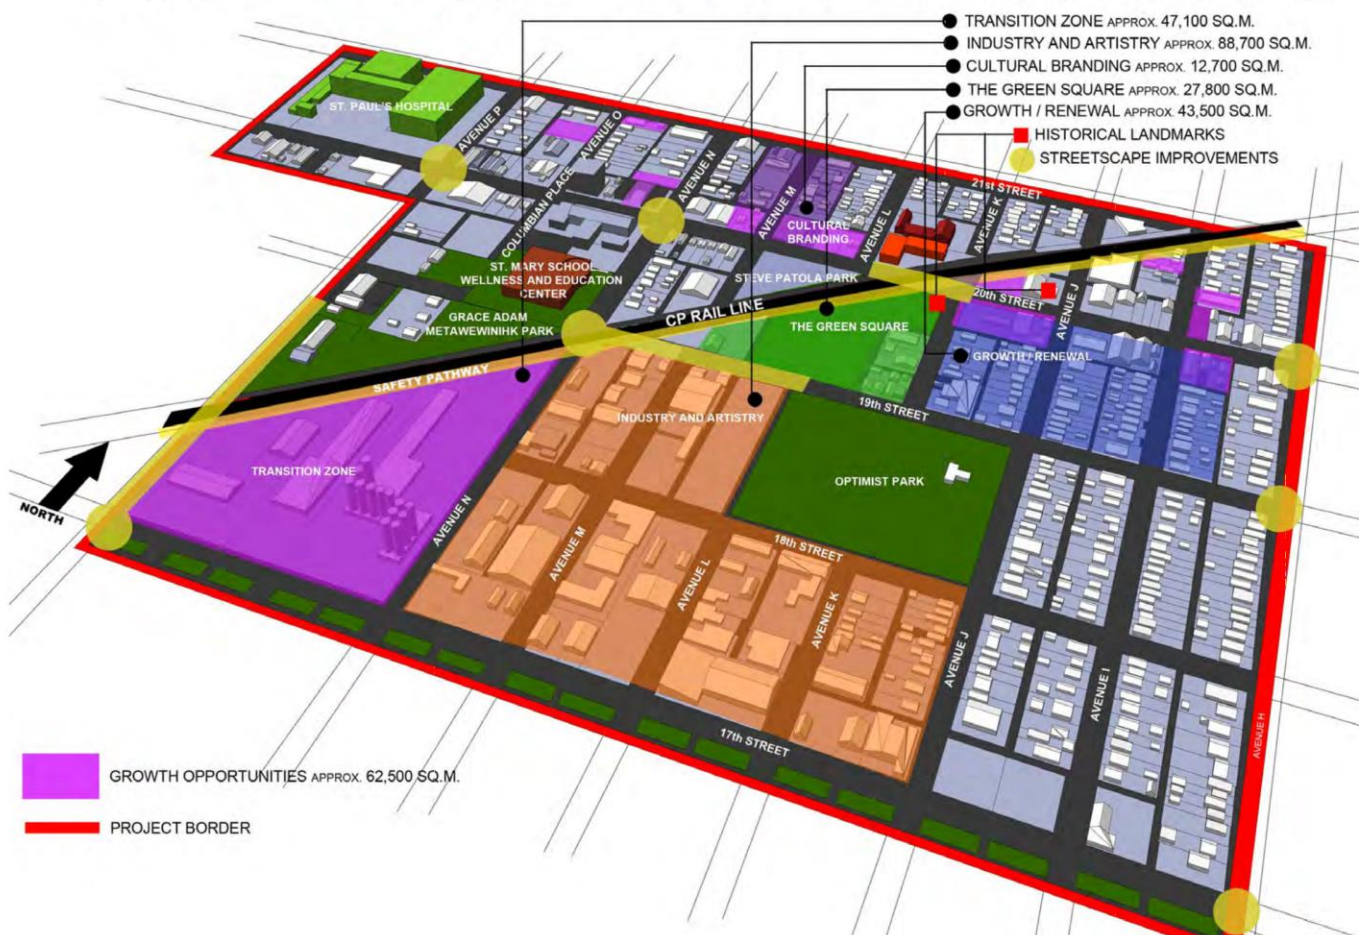 TRANSITION ZONE APPROX. 47,100 SQ.M.
INDUSTRY AND ARTISTRY APPROX. 88,700 SQ.M.
CULTURAL BRANDING APPROX. 12,700 SQ.M.
THE GREEN SQUARE APPROX. 27,800 SQ.M.
GROWTH / RENEWAL APPROX. 43,500 SQ.M.
HISTORICAL LANDMARKS
STREETSCAPE IMPROVEMENTS
ST. PAUL'S HOSPITAL
AVENUE P
AVENUE O
AVENUE N
AVENUE M
AVENUE L
AVENUE K
21st STREET
COLUMBIAN PLACE
CULTURAL
BRANDING
ST. MARY SCHOOL
WELLNESS AND EDUCATION
CENTER
STEVE PATOLA PARK
20th STREET
AVENUE J
GRACE ADAM
METAWEWINIHK PARK
CP RAIL LINE
THE GREEN SQUARE
GROWTH / RENEWAL
SAFETY PATHWAY
19th STREET
INDUSTRY AND ARTISTRY
TRANSITION ZONE
OPTIMIST PARK
NORTH
AVENUE N
AVENUE M
AVENUE L
18th STREET
AVENUE K
AVENUE J
AVENUE I
AVENUE H
17th STREET
GROWTH OPPORTUNITIES APPROX. 62,500 SQ.M.
PROJECT BORDER